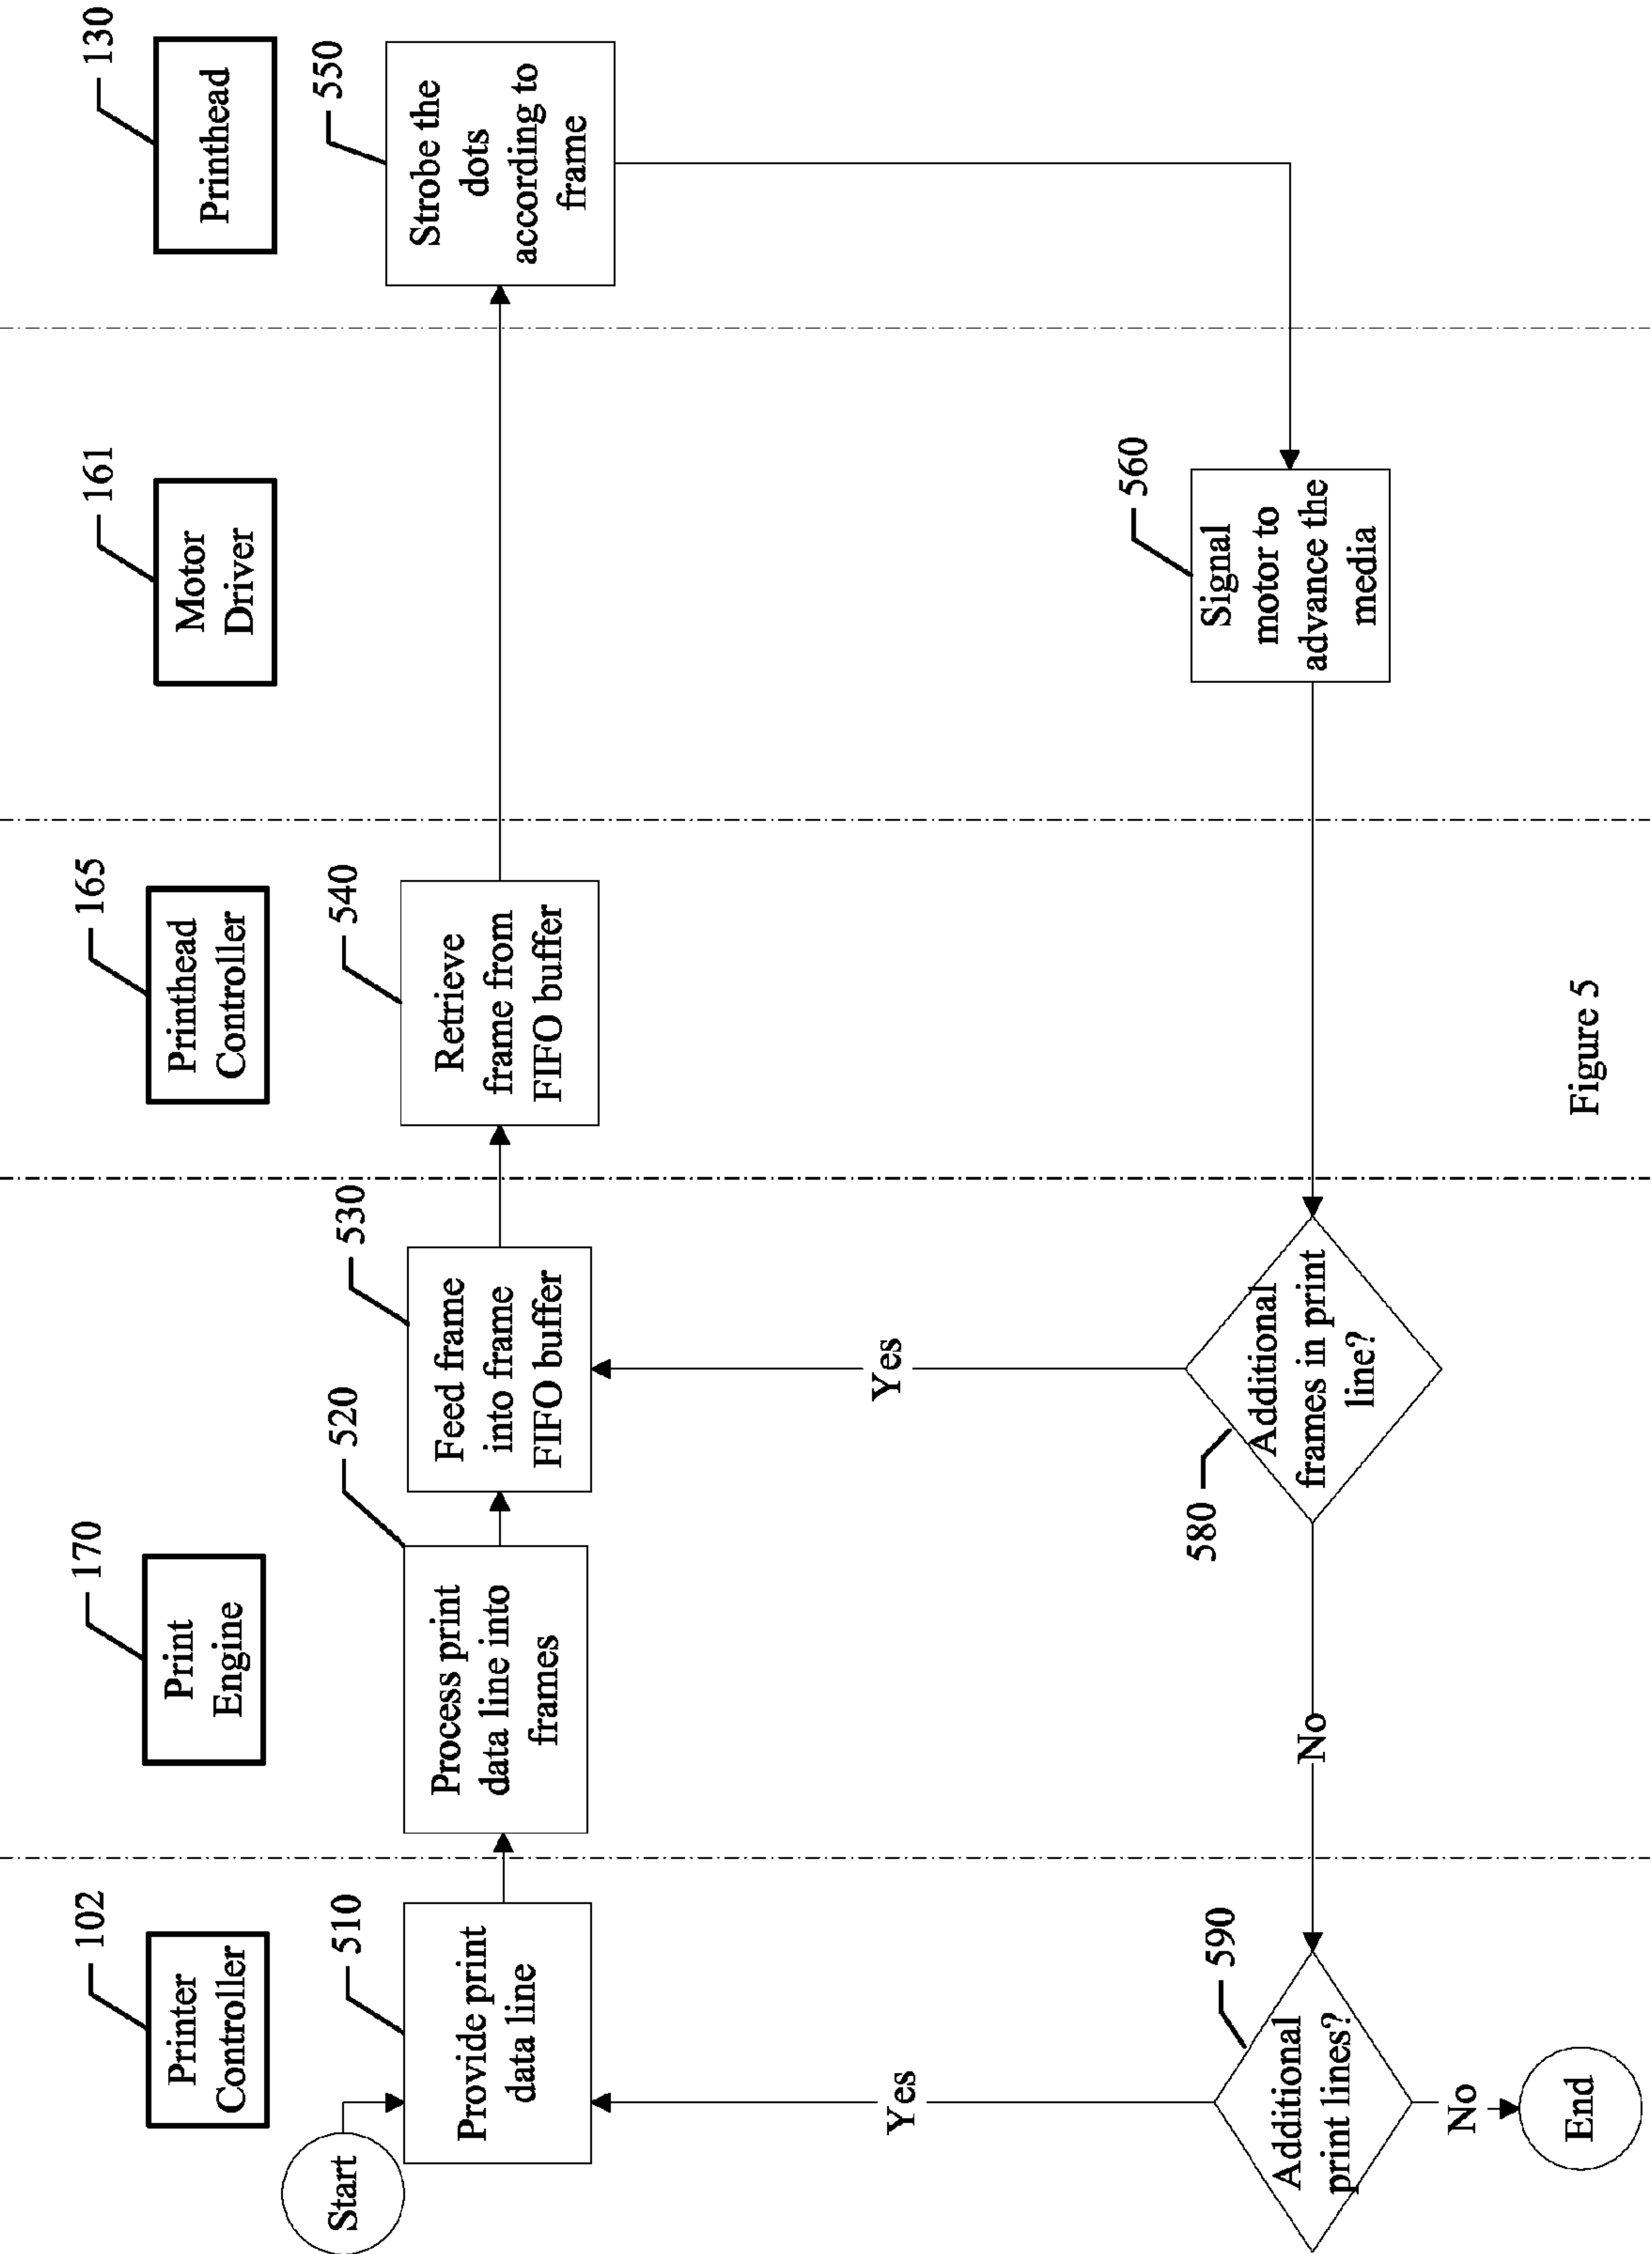 102
Printer
Controller
170
Print
Engine
165
Printhead
Controller
161
Motor
Driver
130
Printhead
Start
510
Provide print
data line
520
Process print
data line into
frames
530
Feed frame
into frame
FIFO buffer
540
Retrieve
frame from
FIFO buffer
550
Strobe the
dots
according to
frame
560
Signal
motor to
advance the
media
580
Additional
frames in print
line?
Yes
No
590
Additional
print lines?
Yes
No
End
Figure 5